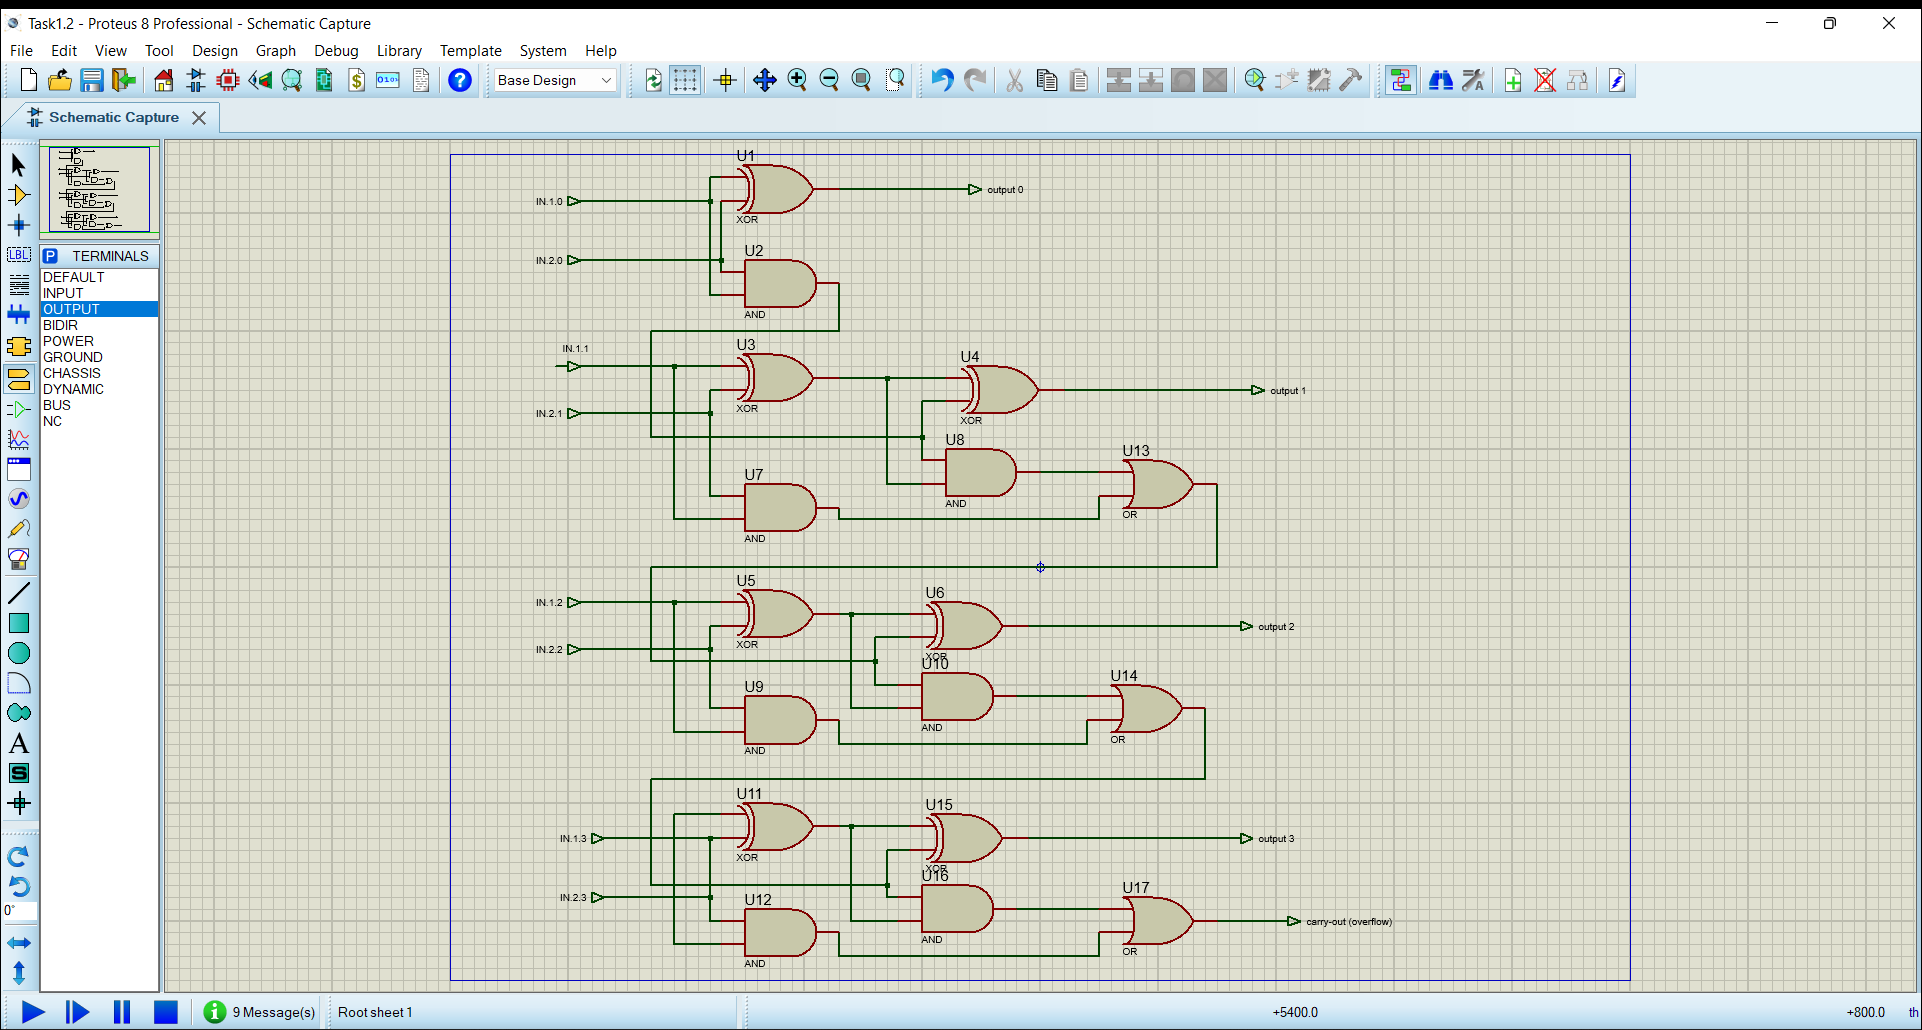 Task1.2 - Proteus 8 Professional - Schematic Capture
File Edit View Tool Design Graph Debug Library Template System Help
Base Design
Schematic Capture
P TERMINALS
DEFAULT
INPUT
OUTPUT
BIDIR
POWER
GROUND
CHASSIS
DYNAMIC
BUS
NC
LBL
A
S
0°
U1
XOR
IN.1.0
output 0
IN.2.0
U2
AND
IN.1.1
U3
XOR
U4
XOR
output 1
IN.2.1
U8
AND
U13
OR
U7
AND
U5
XOR
IN.1.2
U6
XOR
output 2
IN.2.2
U10
AND
U14
OR
U9
AND
U11
XOR
U15
XOR
IN.1.3
output 3
U16
AND
IN.2.3
U12
AND
U17
OR
carry-out (overflow)
9 Message(s) Root sheet 1 +5400.0 +800.0 th